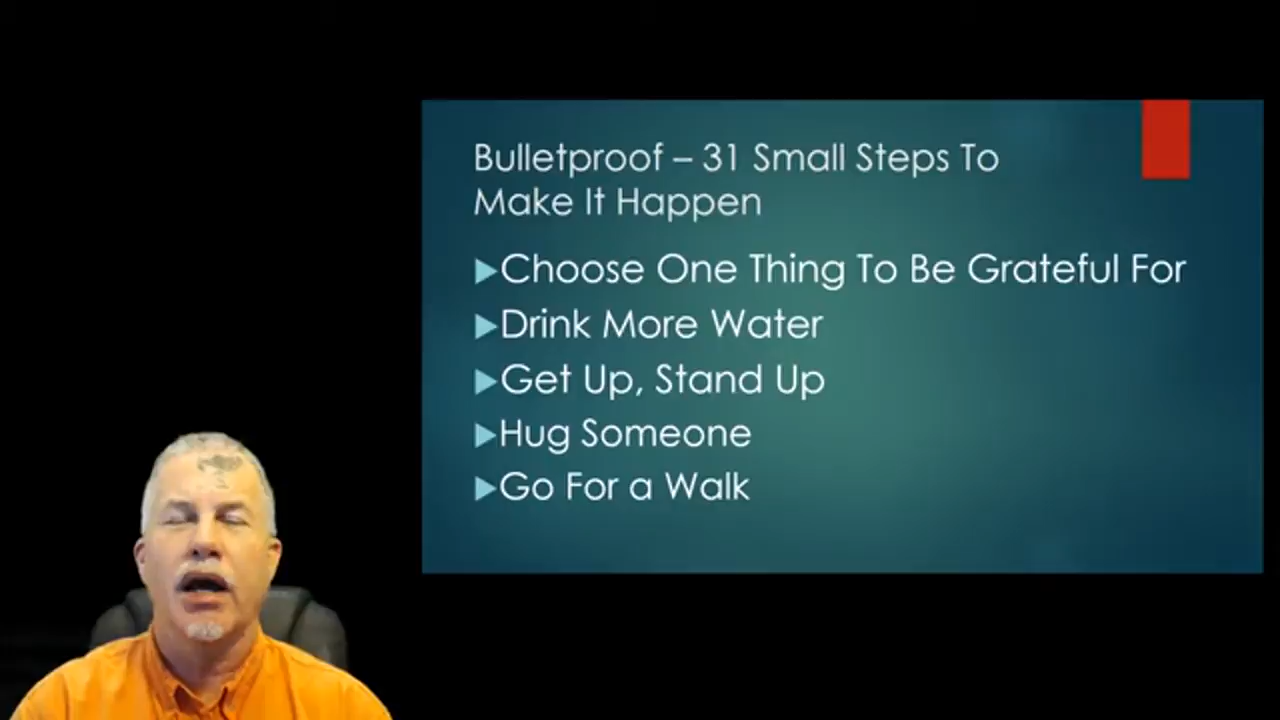 Bulletproof – 31 Small Steps To
Make It Happen
Choose One Thing To Be Grateful For
Drink More Water
Get Up, Stand Up
Hug Someone
Go For a Walk